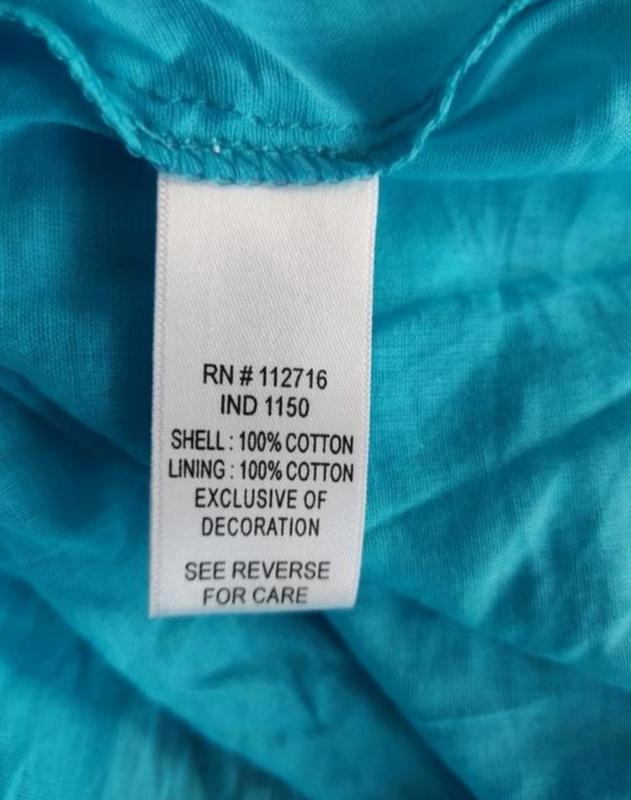 RN # 112716
IND 1150
SHELL : 100% COTTON
LINING : 100% COTTON
EXCLUSIVE OF
DECORATION
SEE REVERSE
FOR CARE